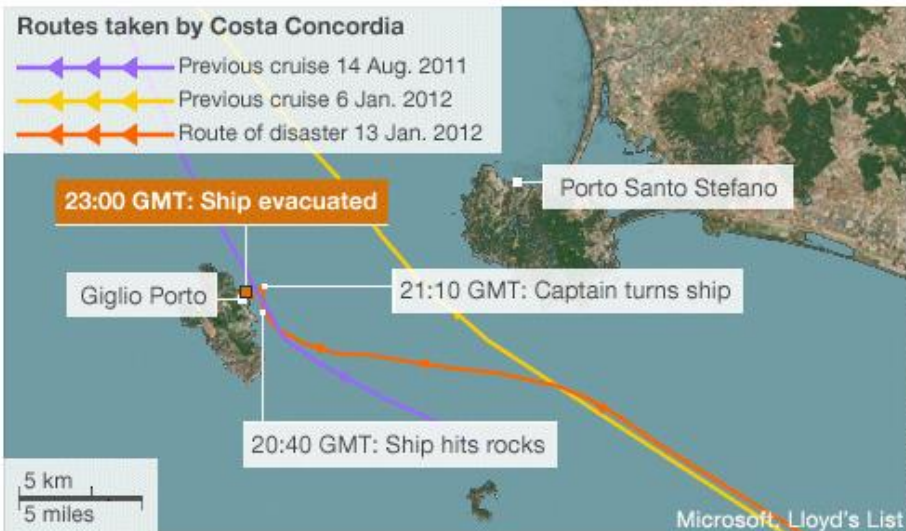 Routes taken by Costa Concordia
Previous cruise 14 Aug. 2011
Previous cruise 6 Jan. 2012
Route of disaster 13 Jan. 2012
Porto Santo Stefano
23:00 GMT: Ship evacuated
Giglio Porto
21:10 GMT: Captain turns ship
20:40 GMT: Ship hits rocks
5 km
5 miles
Microsoft, Lloyd's List